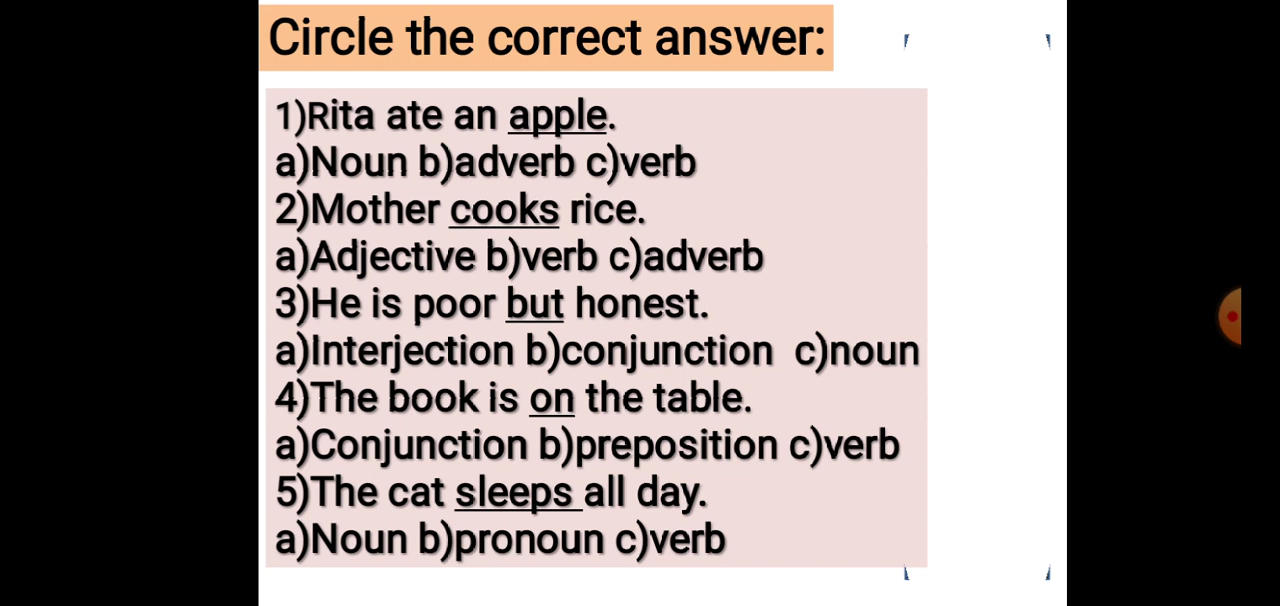 Circle the correct answer:
1)Rita ate an apple.
a)Noun b)adverb c)verb
2)Mother cooks rice.
a)Adjective b)verb c)adverb
3)He is poor but honest.
a)Interjection b)conjunction c)noun
4)The book is on the table.
a)Conjunction b)preposition c)verb
5)The cat sleeps all day.
a)Noun b)pronoun c)verb